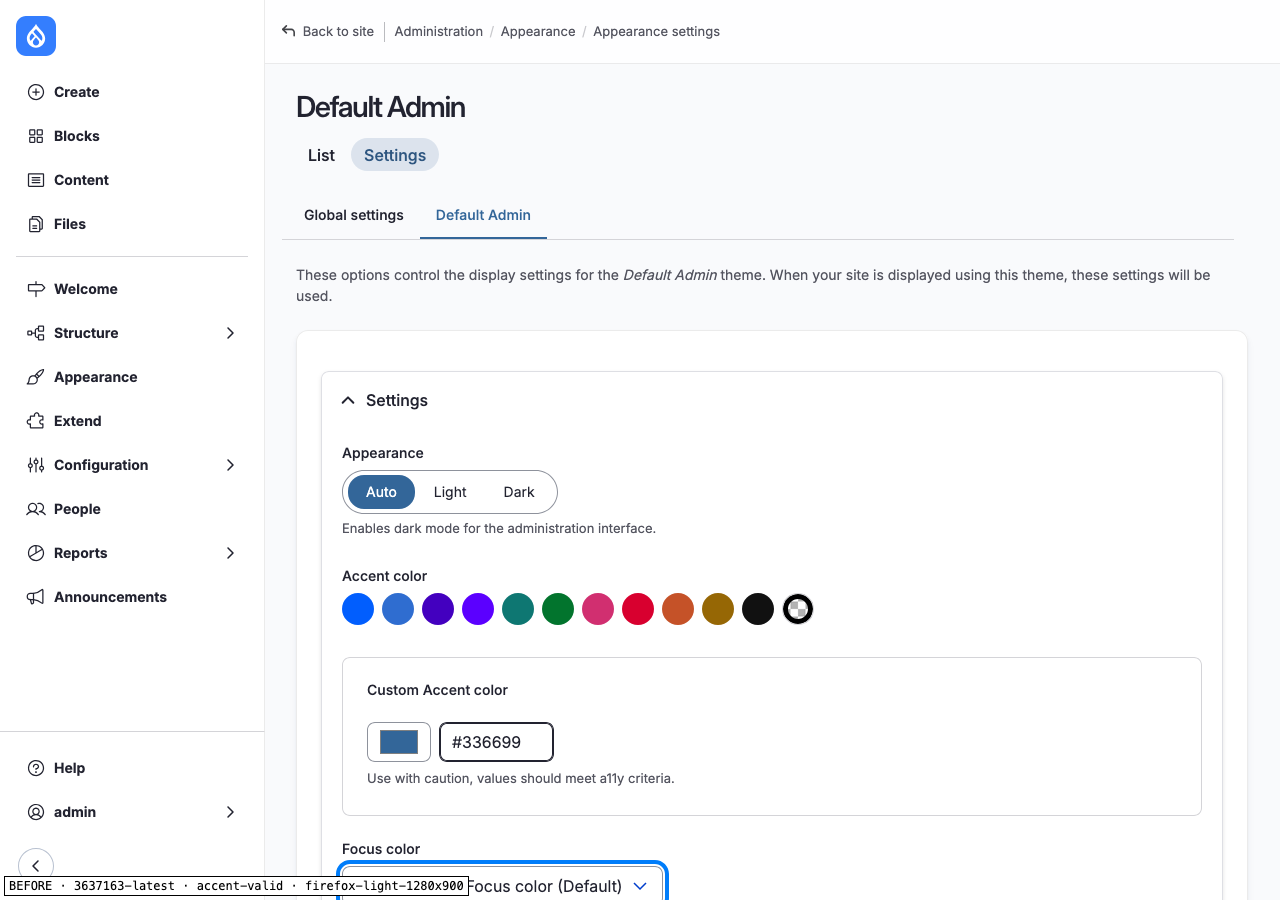 Back to site
Administration / Appearance / Appearance settings
Create
Blocks
Content
Files
Welcome
Structure
Appearance
Extend
Configuration
People
Reports
Announcements
Help
admin
Default Admin
List
Settings
Global settings
Default Admin
These options control the display settings for the Default Admin theme. When your site is displayed using this theme, these settings will be
used.
Settings
Appearance
Auto
Light
Dark
Enables dark mode for the administration interface.
Accent color
Custom Accent color
#336699
Use with caution, values should meet a11y criteria.
Focus color
Focus color (Default)
BEFORE · 3637163-latest · accent-valid · firefox-light-1280x900